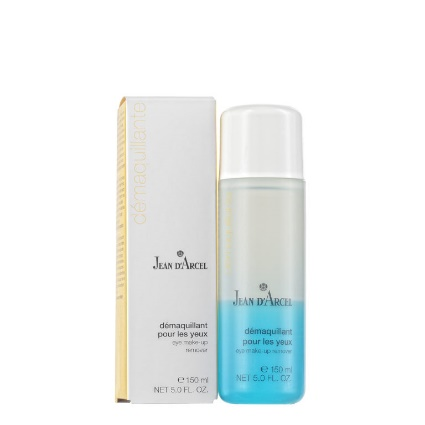 démaquillante
JEAN D'ARCEL
démaquillant
pour les yeux
eye make-up
remover
℮ 150 ml
NET 5.0 FL. OZ.
JEAN D'ARCEL
démaquillant
pour les yeux
eye make-up remover
℮ 150 ml
NET 5.0 FL. OZ.